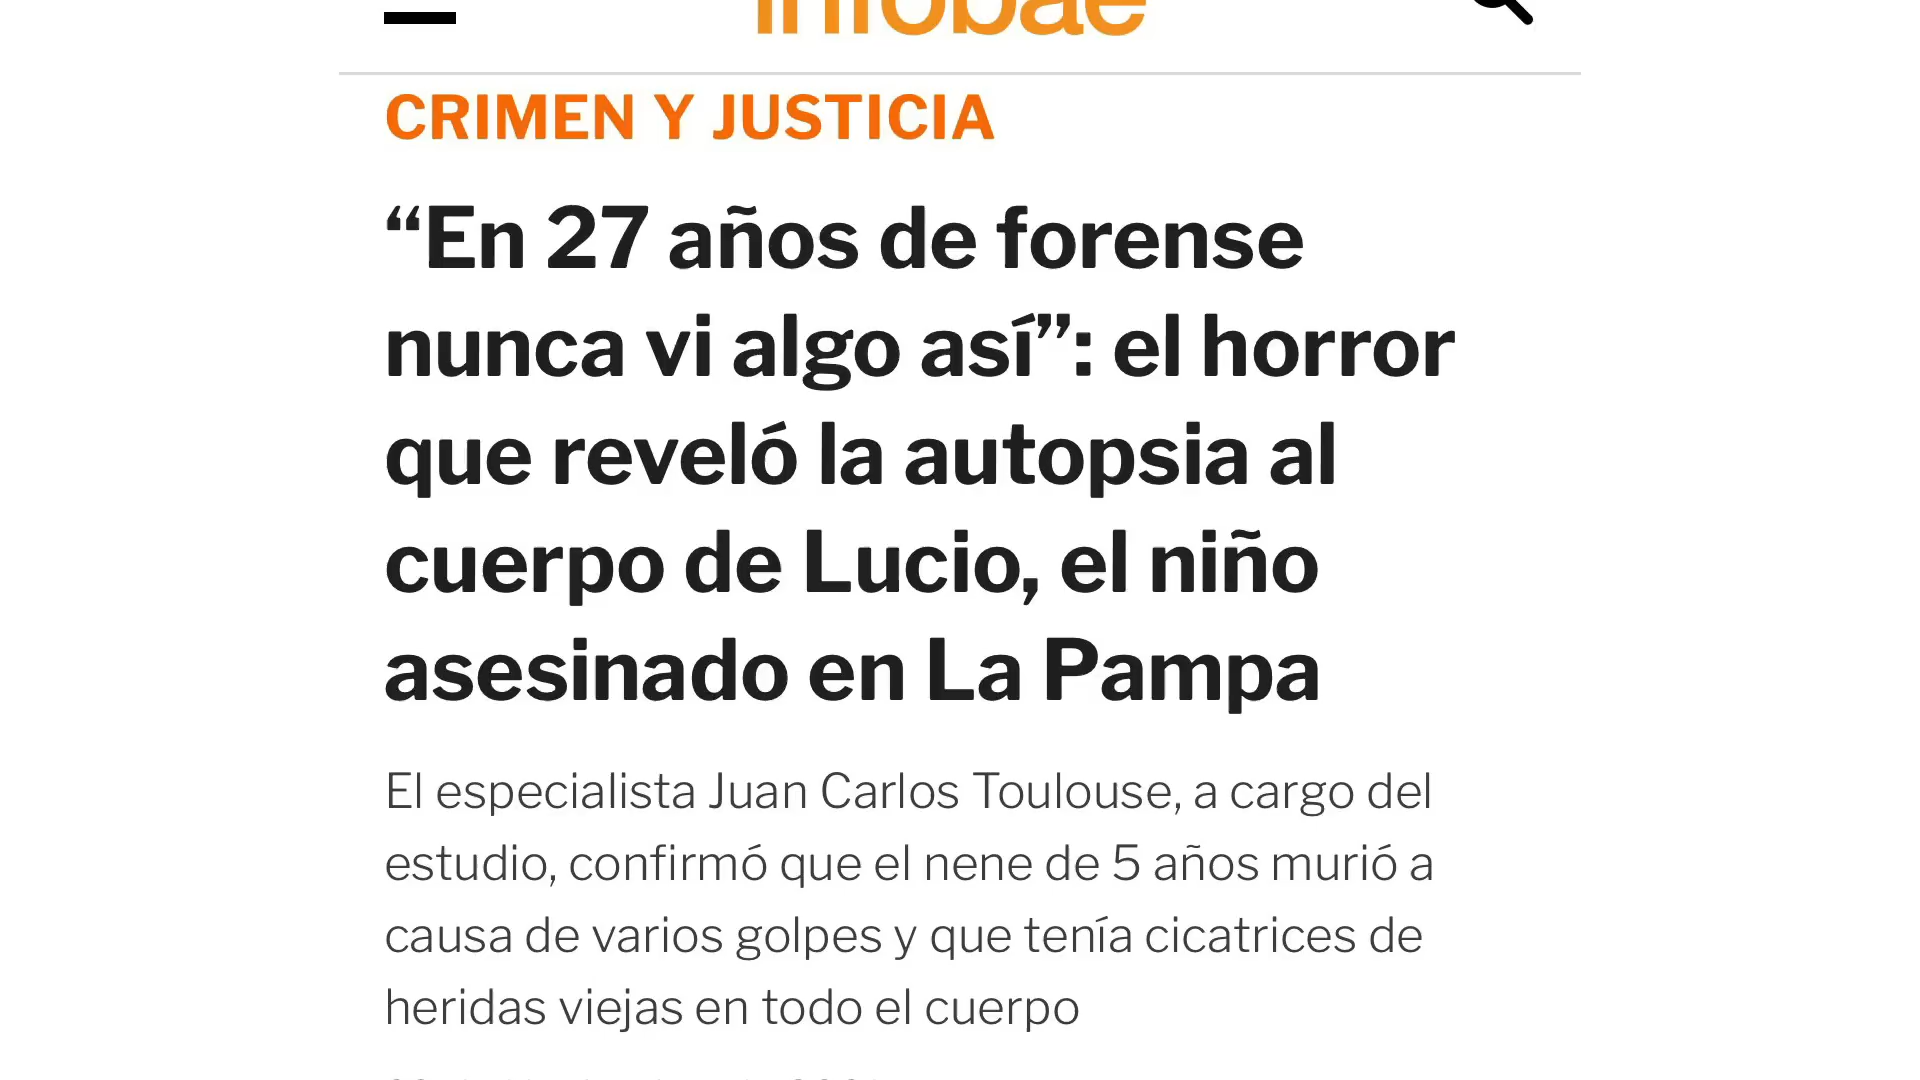 infobae
CRIMEN Y JUSTICIA
“En 27 años de forense
nunca vi algo así”: el horror
que reveló la autopsia al
cuerpo de Lucio, el niño
asesinado en La Pampa
El especialista Juan Carlos Toulouse, a cargo del
estudio, confirmó que el nene de 5 años murió a
causa de varios golpes y que tenía cicatrices de
heridas viejas en todo el cuerpo